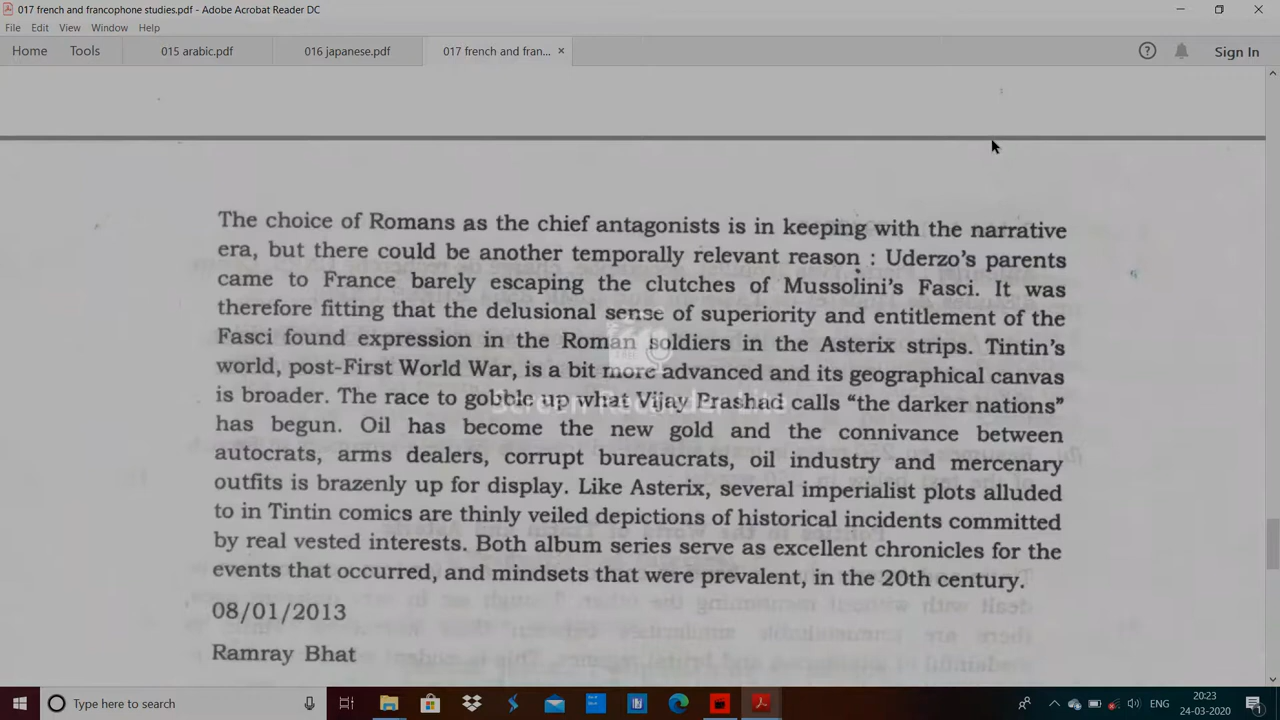 017 french and francophone studies.pdf - Adobe Acrobat Reader DC
File Edit View Window Help
Home Tools 015 arabic.pdf 016 japanese.pdf 017 french and fran... × Sign In
The choice of Romans as the chief antagonists is in keeping with the narrative
era, but there could be another temporally relevant reason : Uderzo's parents
came to France barely escaping the clutches of Mussolini's Fasci. It was
therefore fitting that the delusional sense of superiority and entitlement of the
Fasci found expression in the Roman soldiers in the Asterix strips. Tintin's
world, post-First World War, is a bit more advanced and its geographical canvas
is broader. The race to gobble up what Vijay Prashad calls "the darker nations"
Screen Recorder Lite
has begun. Oil has become the new gold and the connivance between
autocrats, arms dealers, corrupt bureaucrats, oil industry and mercenary
outfits is brazenly up for display. Like Asterix, several imperialist plots alluded
to in Tintin comics are thinly veiled depictions of historical incidents committed
by real vested interests. Both album series serve as excellent chronicles for the
events that occurred, and mindsets that were prevalent, in the 20th century.
08/01/2013
Ramray Bhat
Type here to search ENG 20:23
24-03-2020